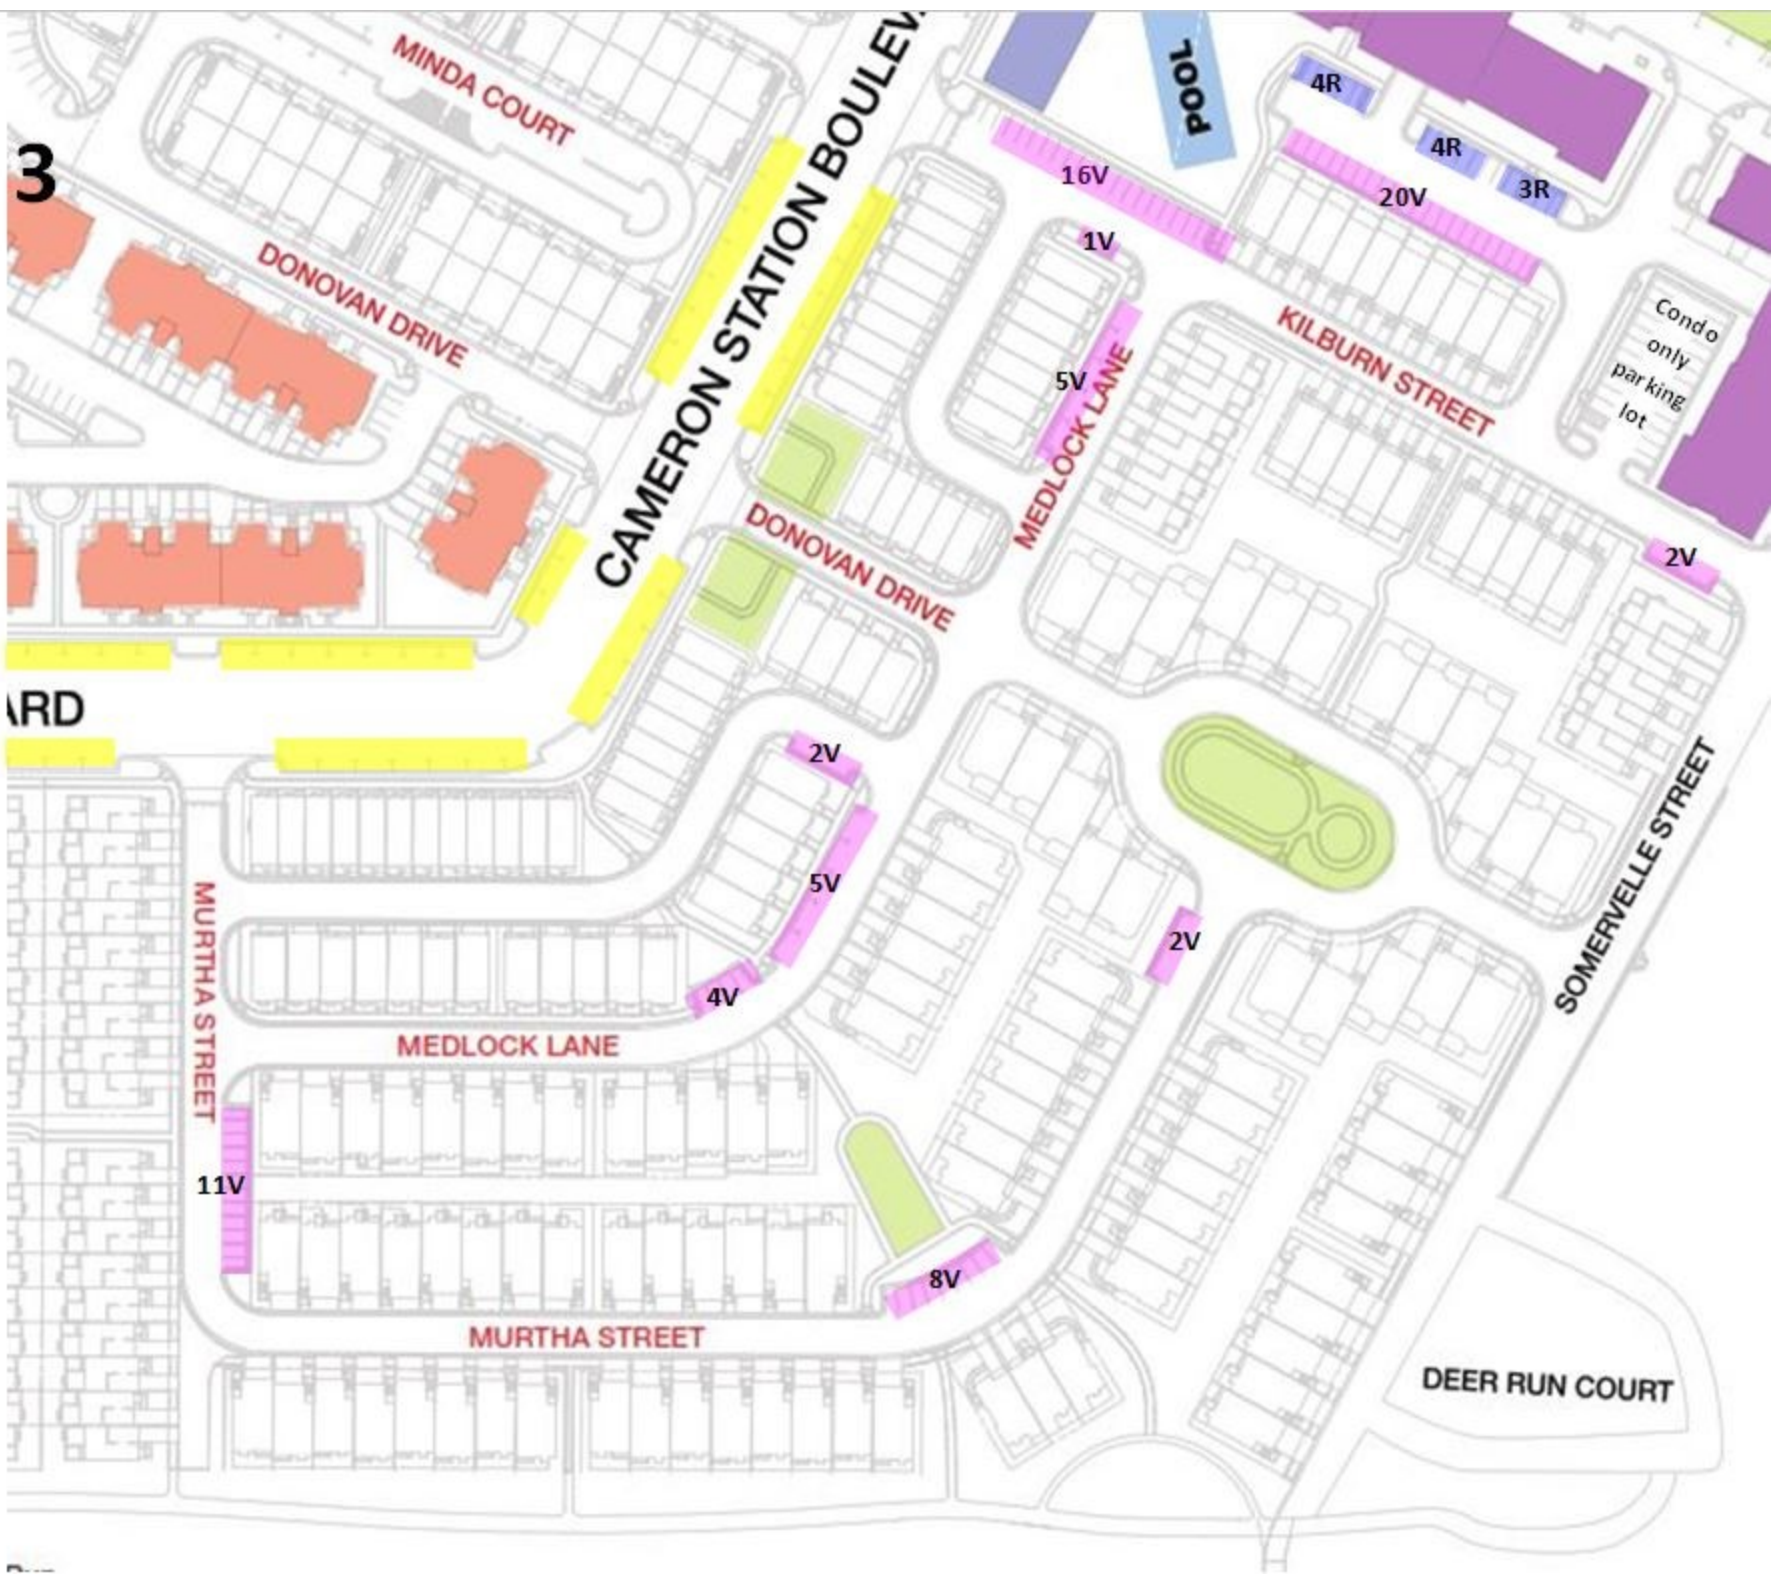 MINDA COURT
CAMERON STATION BOULEV
POOL
4R
4R
3R
3
16V
20V
1V
DONOVAN DRIVE
KILBURN STREET
Condo
only
parking
lot
5V
MEDLOCK LANE
DONOVAN DRIVE
2V
ARD
2V
5V
2V
SOMERVELLE STREET
4V
MURTHA STREET
MEDLOCK LANE
11V
8V
MURTHA STREET
DEER RUN COURT